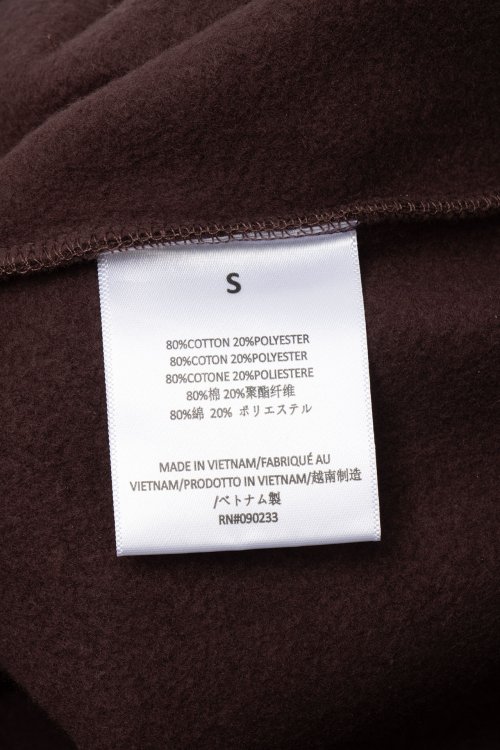 S
80%COTTON 20%POLYESTER
80%COTON 20%POLYESTER
80%COTONE 20%POLIESTERE
80%棉 20%聚酯纤维
80%綿 20% ポリエステル
MADE IN VIETNAM/FABRIQUÉ AU
VIETNAM/PRODOTTO IN VIETNAM/越南制造
/ベトナム製
RN#090233